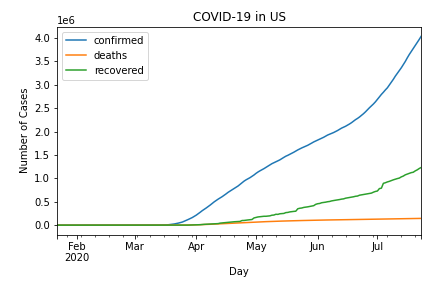 COVID-19 in US
1e6
confirmed
deaths
recovered
Number of Cases
4.0
3.5
3.0
2.5
2.0
1.5
1.0
0.5
0.0
Feb
2020
Mar
Apr
May
Jun
Jul
Day